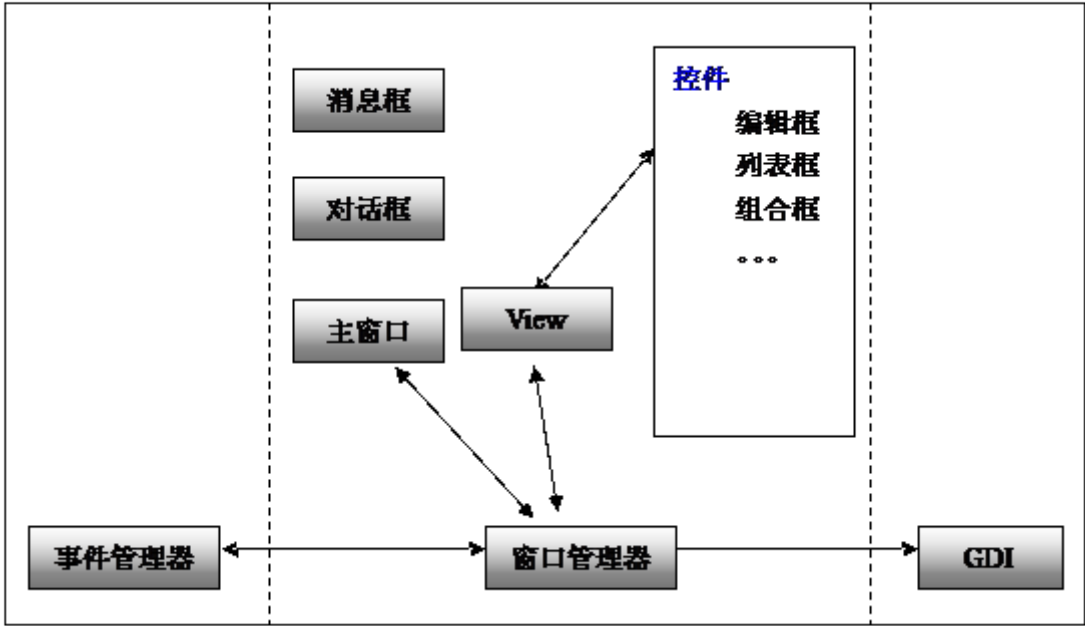 消息框
对话框
主窗口
View
控件
编辑框
列表框
组合框
。。。
事件管理器
窗口管理器
GDI